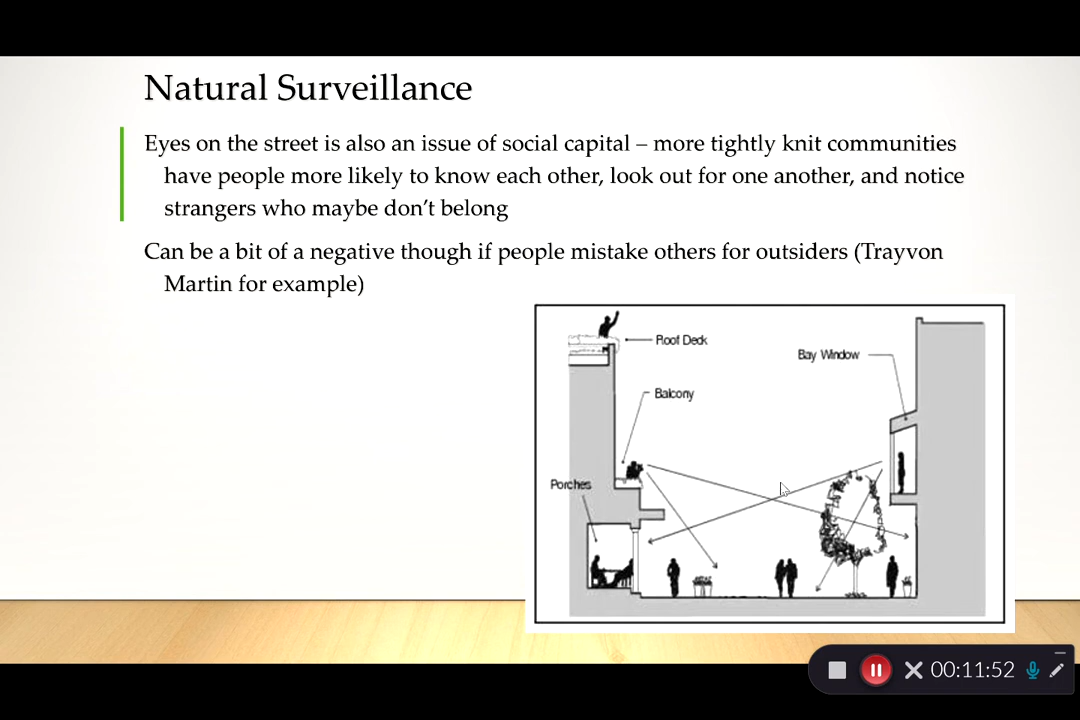 Natural Surveillance
Eyes on the street is also an issue of social capital – more tightly knit communities
have people more likely to know each other, look out for one another, and notice
strangers who maybe don’t belong
Can be a bit of a negative though if people mistake others for outsiders (Trayvon
Martin for example)
Roof Deck
Bay Window
Balcony
Porches
00:11:52